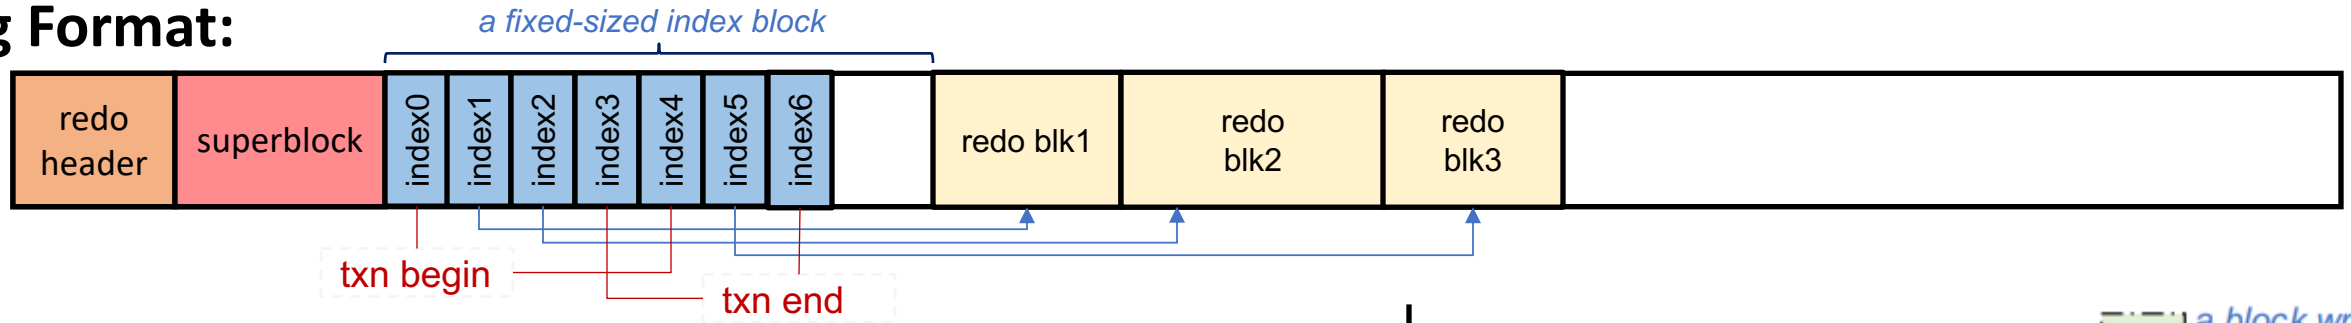 Format:
a fixed-sized index block
redo
header
superblock
index0
index1
index2
index3
index4
index5
index6
redo blk1
redo
blk2
redo
blk3
txn begin
txn end
a block